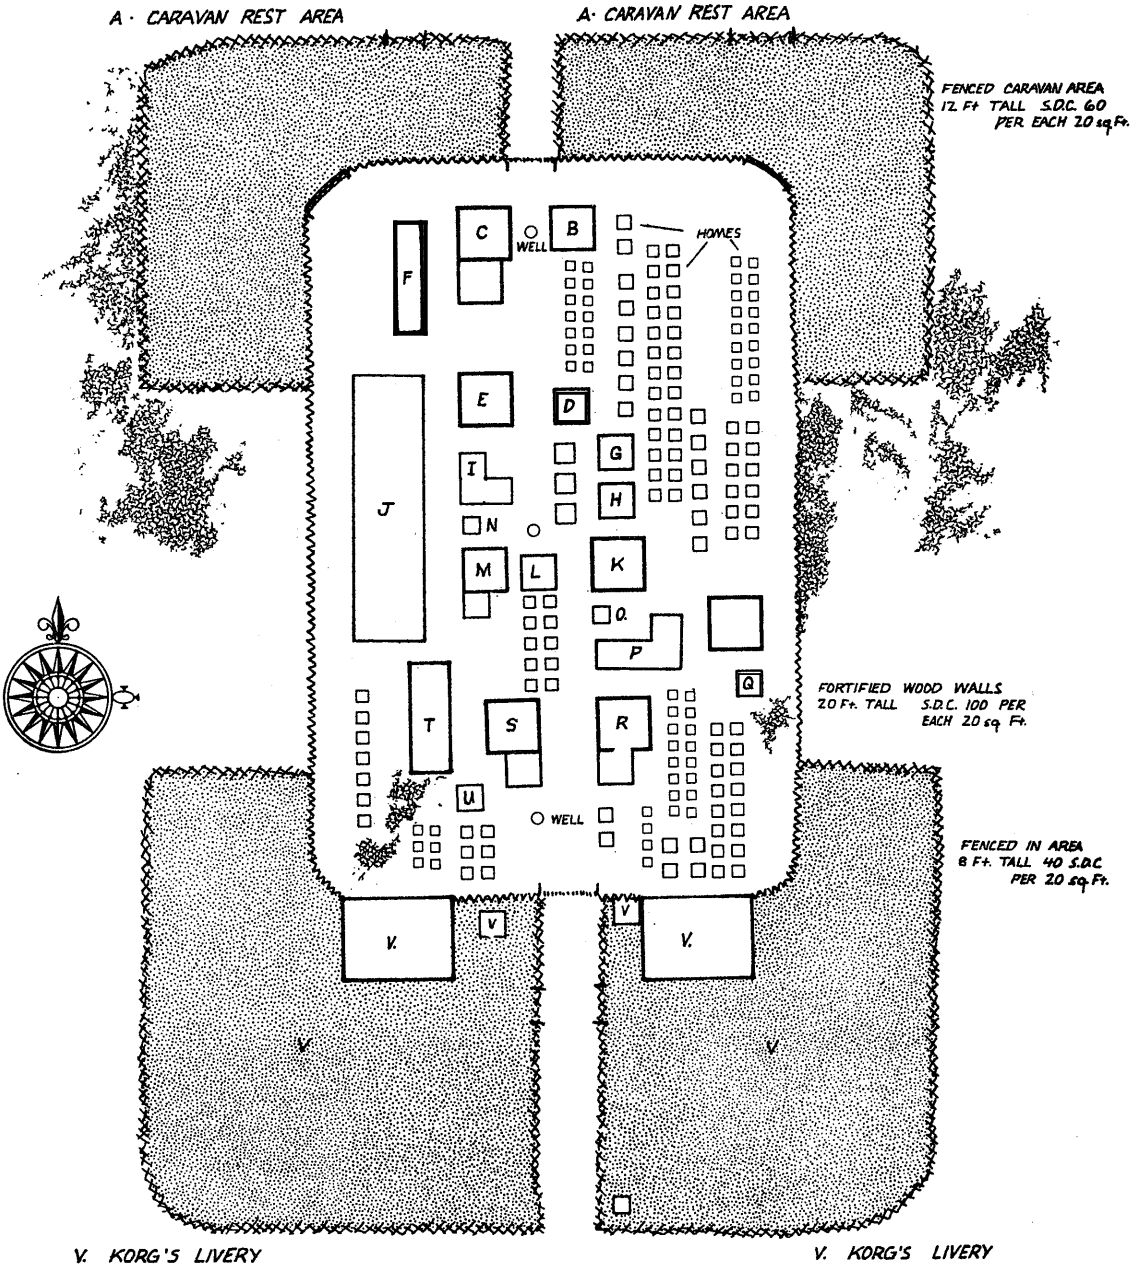 A. CARAVAN REST AREA
A. CARAVAN REST AREA
FENCED CARAVAN AREA
12 Ft TALL S.D.C. 60
PER EACH 20 sq Ft.
C
WELL
B
HOMES
F
E
D
G
I
H
J
N
M
L
K
O.
P
Q
FORTIFIED WOOD WALLS
20 Ft. TALL S.D.C. 100 PER
EACH 20 sq Ft.
T
S
R
U
WELL
FENCED IN AREA
8 Ft. TALL 40 S.D.C
PER 20 sq Ft.
V.
V
V
V.
V
V
V. KORG'S LIVERY
V. KORG'S LIVERY